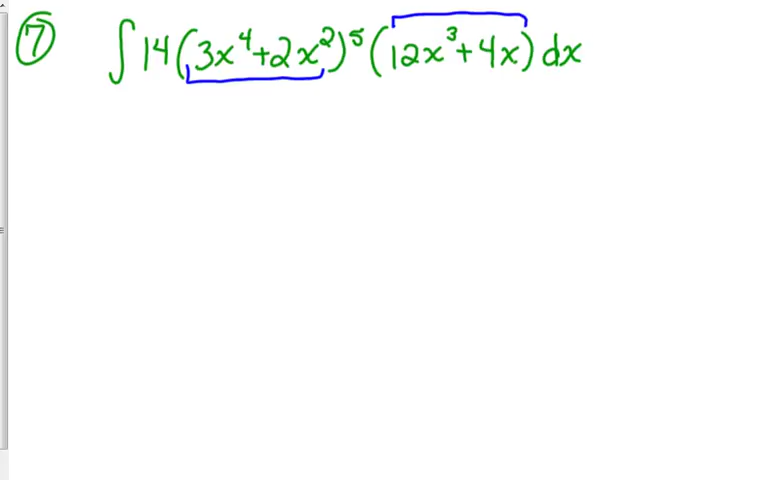 ⑦ ∫ 14(3x⁴+2x²)⁵ (12x³+4x) dx